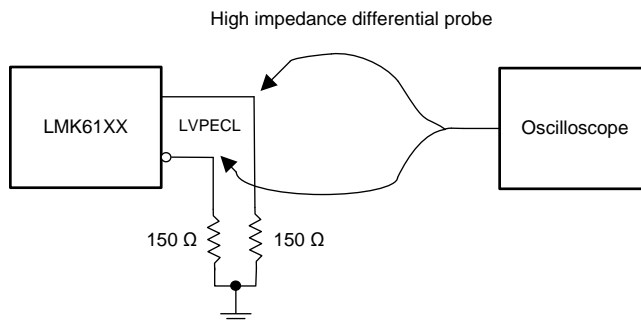 High impedance differential probe
LMK61XX
LVPECL
Oscilloscope
150 Ω
150 Ω